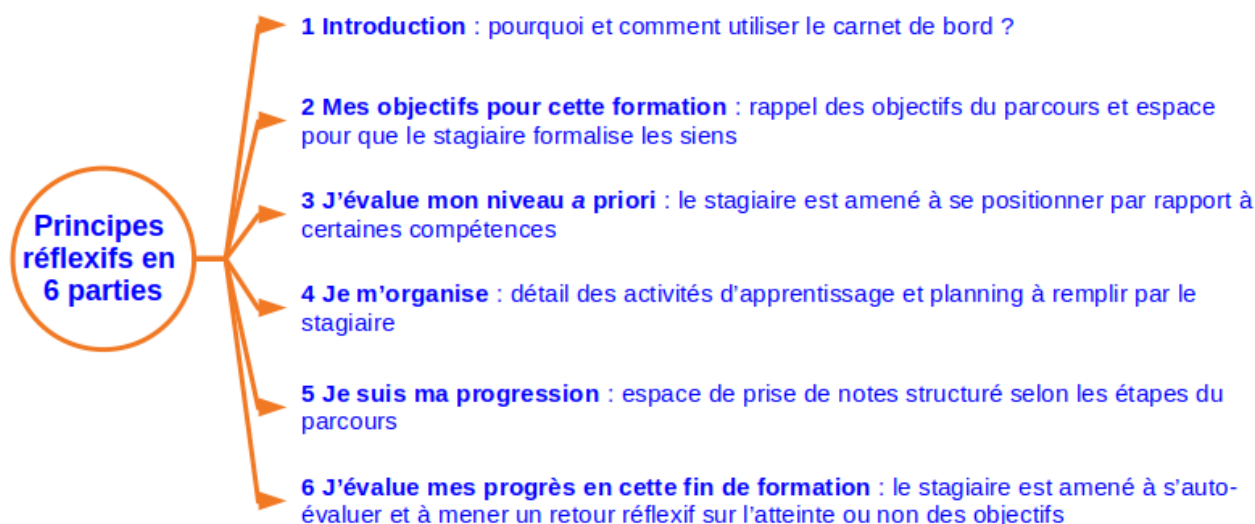 Principes
réflexifs en
6 parties
1 Introduction : pourquoi et comment utiliser le carnet de bord ?
2 Mes objectifs pour cette formation : rappel des objectifs du parcours et espace
pour que le stagiaire formalise les siens
3 J’évalue mon niveau a priori : le stagiaire est amené à se positionner par rapport à
certaines compétences
4 Je m’organise : détail des activités d’apprentissage et planning à remplir par le
stagiaire
5 Je suis ma progression : espace de prise de notes structuré selon les étapes du
parcours
6 J’évalue mes progrès en cette fin de formation : le stagiaire est amené à s’auto-
évaluer et à mener un retour réflexif sur l’atteinte ou non des objectifs